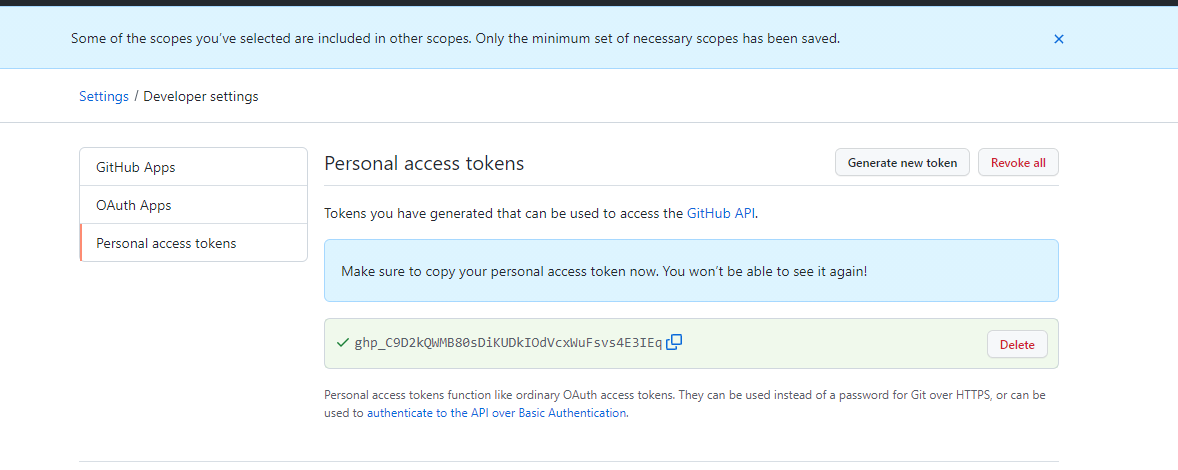 Some of the scopes you've selected are included in other scopes. Only the minimum set of necessary scopes has been saved.
Settings / Developer settings
GitHub Apps
OAuth Apps
Personal access tokens
Personal access tokens
Generate new token
Revoke all
Tokens you have generated that can be used to access the GitHub API.
Make sure to copy your personal access token now. You won't be able to see it again!
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
Delete
Personal access tokens function like ordinary OAuth access tokens. They can be used instead of a password for Git over HTTPS, or can be
used to authenticate to the API over Basic Authentication.